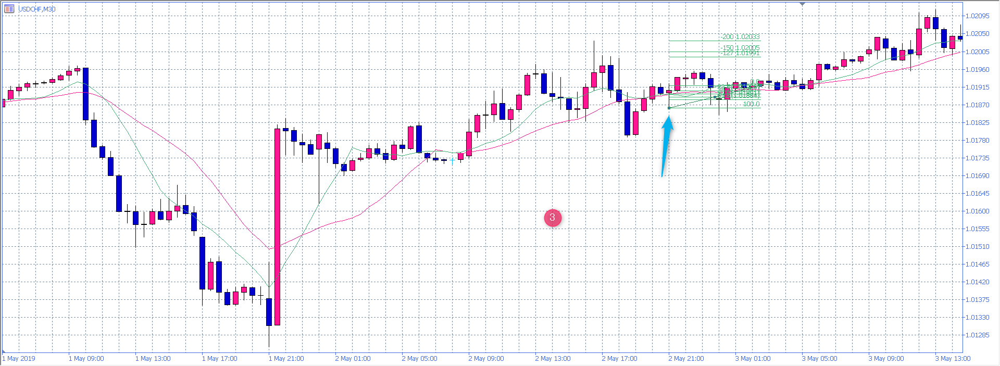 USDCHF,M30
1.02095
-200 1.02033
1.02050
-150 1.02005
-127 1.01991
1.02005
1.01960
0.0
1.01915
100.0
1.01870
1.01825
1.01780
1.01735
1.01690
1.01645
3
1.01600
1.01555
1.01510
1.01465
1.01420
1.01375
1.01330
1.01285
1 May 2019
1 May 09:00
1 May 13:00
1 May 17:00
1 May 21:00
2 May 01:00
2 May 05:00
2 May 09:00
2 May 13:00
2 May 17:00
2 May 21:00
3 May 01:00
3 May 05:00
3 May 09:00
3 May 13:00